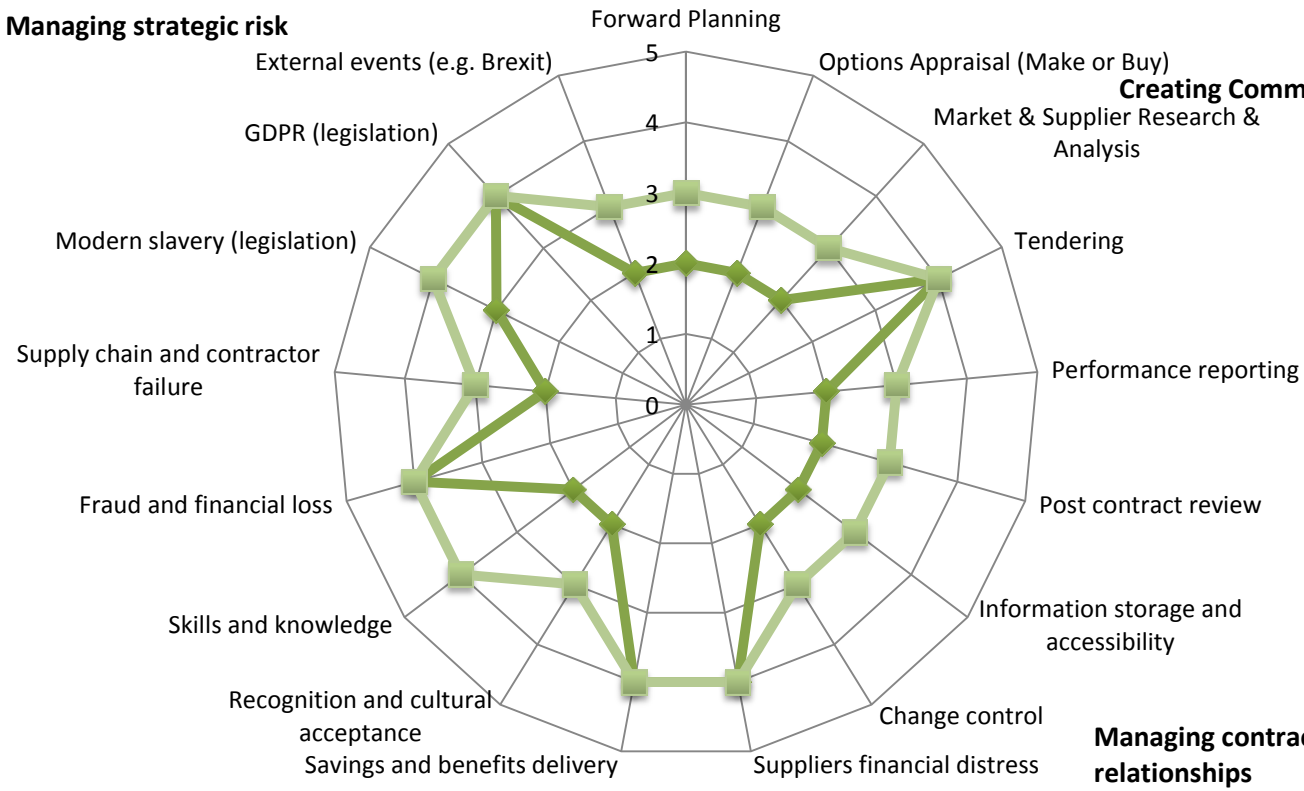 Managing strategic risk
Forward Planning
External events (e.g. Brexit)
Options Appraisal (Make or Buy)
Creating Comm
GDPR (legislation)
Market & Supplier Research &
Analysis
Modern slavery (legislation)
Tendering
Supply chain and contractor
failure
Performance reporting
Fraud and financial loss
Post contract review
Skills and knowledge
Information storage and
accessibility
Recognition and cultural
acceptance
Change control
Savings and benefits delivery
Suppliers financial distress
Managing contrac
relationships
5
4
3
2
1
0